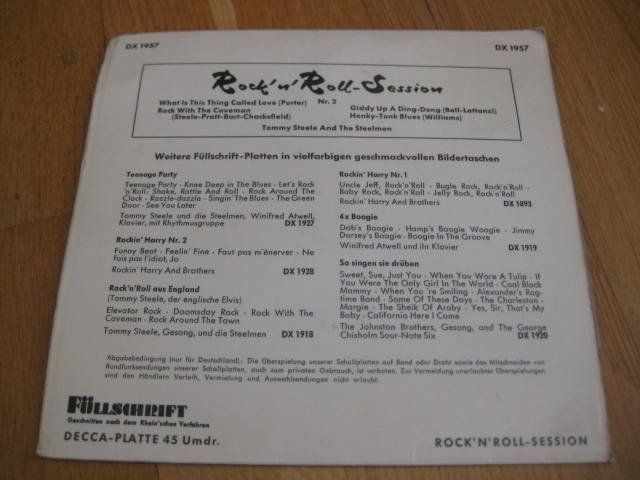 DX 1957
DX 1957
Rock'n' Roll-Session
Nr. 2
What Is This Thing Called Love (Porter)
Rock With The Caveman
(Steele-Pratt-Bart-Chacksfield)
Giddy Up A Ding-Dong (Bell-Lattanzi)
Honky-Tonk Blues (Williams)
Tommy Steele And The Steelmen
Weitere Füllschrift-Platten in vielfarbigen geschmackvollen Bildertaschen
Teenage Party
Teenage Party · Knee Deep in The Blues · Let's Rock
'n'Roll: Shake, Rattle And Roll · Rock Around The
Clock · Razzle-dazzle · Singin' The Blues · The Green
Door · See You Later
Tommy Steele und die Steelmen, Winifred Atwell,
Klavier, mit Rhythmusgruppe DX 1927
Rockin' Harry Nr. 2
Funny Beat · Feelin' Fine · Faut pas m'énerver · Ne
fais pas l'idiot, Jo
Rockin' Harry And Brothers DX 1928
Rock'n'Roll aus England
(Tommy Steele, der englische Elvis)
Elevator Rock · Doomsday Rock · Rock With The
Caveman · Rock Around The Town
Tommy Steele, Gesang, und die Steelmen DX 1918
Rockin' Harry Nr. 1
Uncle Jeff, Rock'n'Roll · Bugle Rock, Rock'n'Roll ·
Baby Rock, Rock'n'Roll · Jelly Rock, Rock'n'Roll
Rockin' Harry And Brothers DX 1893
4x Boogie
Dob's Boogie · Hamp's Boogie Woogie · Jimmy
Dorsey's Boogie · Boogie In The Groove
Winifred Atwell und ihr Klavier DX 1919
So singen sie drüben
Sweet, Sue, Just You · When You Wore A Tulip · If
You Were The Only Girl In The World · Coal Black
Mammy · When You 're Smiling · Alexander's Rag-
time Band · Some Of These Days · The Charleston ·
Margie · The Sheik Of Araby · Yes, Sir, That's My
Baby · California Here I Come
The Johnston Brothers, Gesang, and The George
Chisholm Sour-Note Six DX 1920
Abgabebedingung (nur für Deutschland): Die Überspielung unserer Schallplatten auf Band oder Draht sowie das Mitschneiden von
Rundfunksendungen unserer Schallplatten, auch zum privaten Gebrauch, ist verboten. Zur Vermeidung unerlaubter Überspielungen
sind den Händlern Verleih, Vermietung und Auswahlsendungen nicht erlaubt.
FÜLLSCHRIFT
Geschnitten nach dem Rhein'schen Verfahren
DECCA-PLATTE 45 Umdr.
ROCK'N'ROLL-SESSION